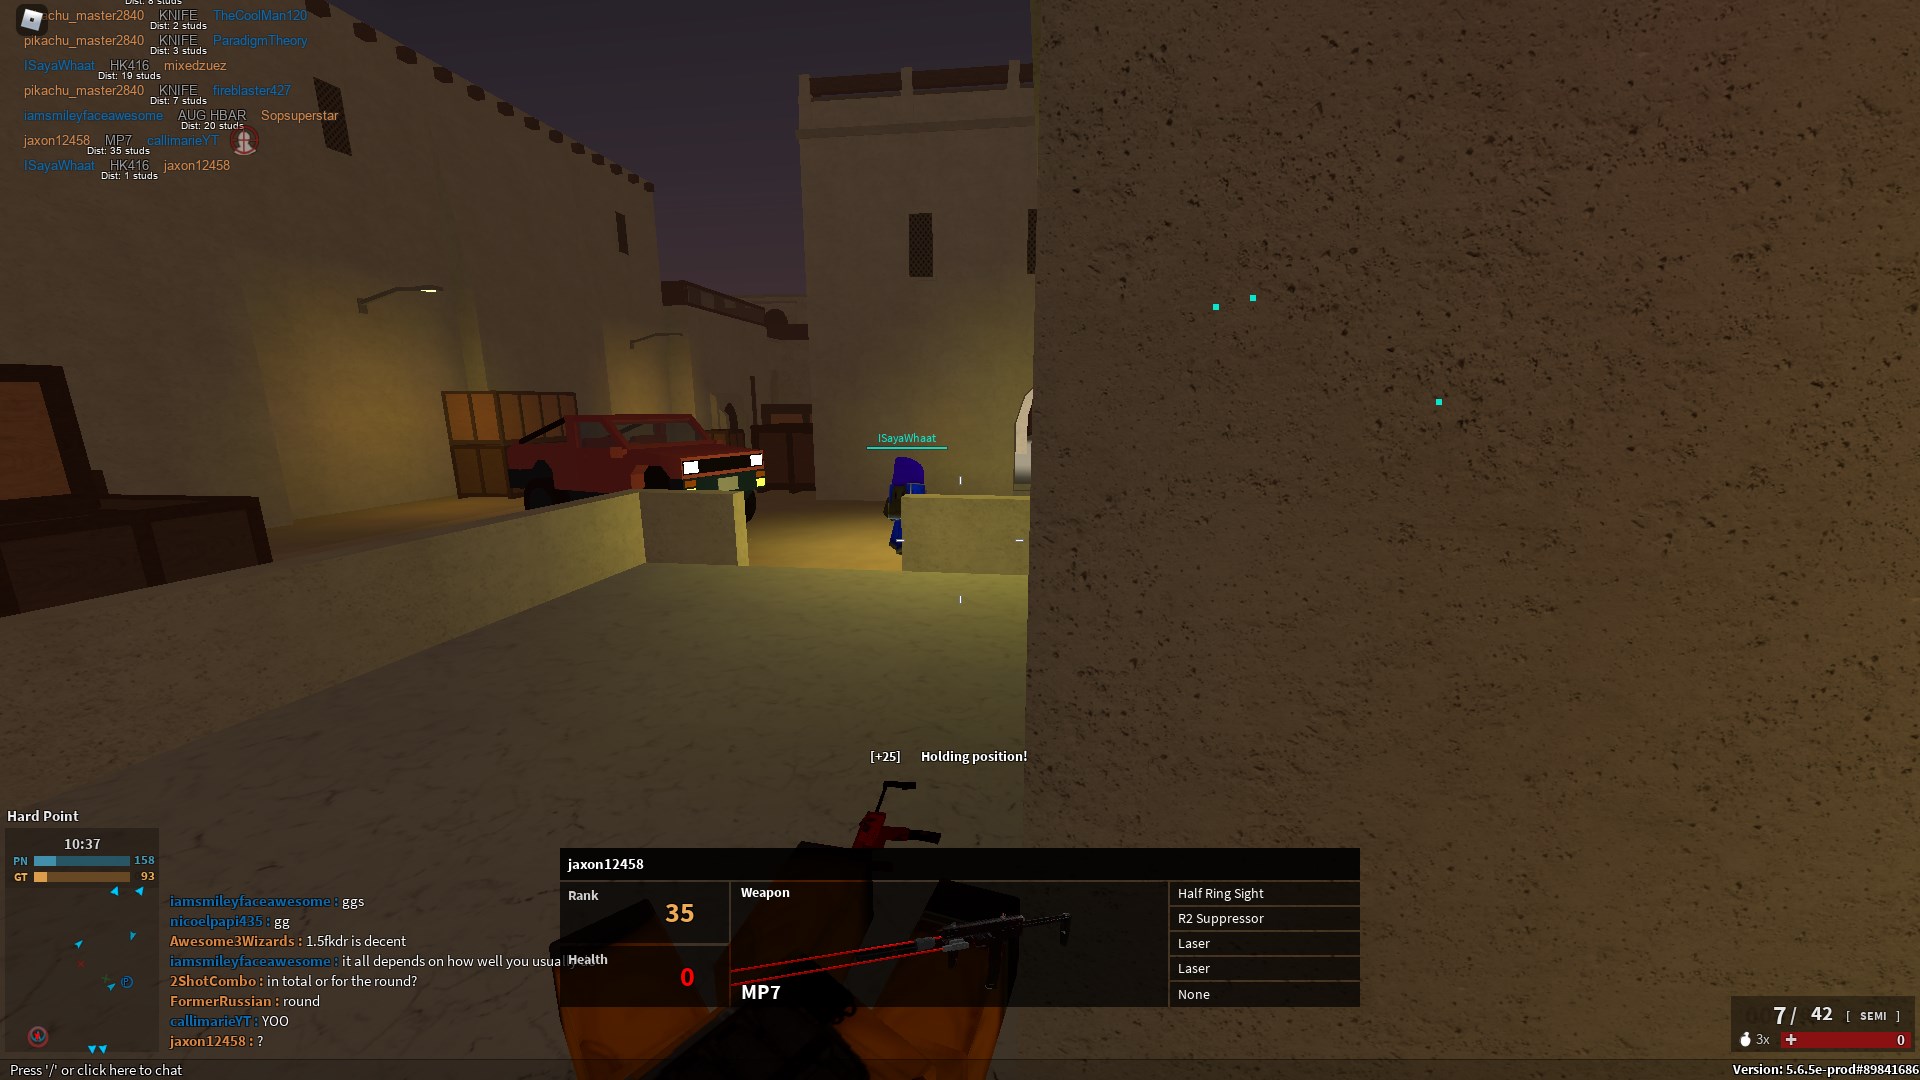 Dist: 8 studs
achu_master2840 KNIFE TheCoolMan120
Dist: 2 studs
pikachu_master2840 KNIFE ParadigmTheory
Dist: 3 studs
ISayaWhaat HK416 mixedzuez
Dist: 19 studs
pikachu_master2840 KNIFE fireblaster427
Dist: 7 studs
iamsmileyfaceawesome AUG HBAR Sopsuperstar
Dist: 20 studs
jaxon12458 MP7 callimarieYT
Dist: 35 studs
ISayaWhaat HK416 jaxon12458
Dist: 1 studs
ISayaWhaat
[+25] Holding position!
Hard Point
10:37
PN 158
GT 93
iamsmileyfaceawesome : ggs
nicoelpapi435 : gg
Awesome3Wizards : 1.5fkdr is decent
iamsmileyfaceawesome : it all depends on how well you usually
2ShotCombo : in total or for the round?
FormerRussian : round
callimarieYT : YOO
jaxon12458 : ?
Press '/' or click here to chat
jaxon12458
Rank
35
Health
0
Weapon
MP7
Half Ring Sight
R2 Suppressor
Laser
Laser
None
7 / 42 [ SEMI ]
3x 0
Version: 5.6.5e-prod#89841686